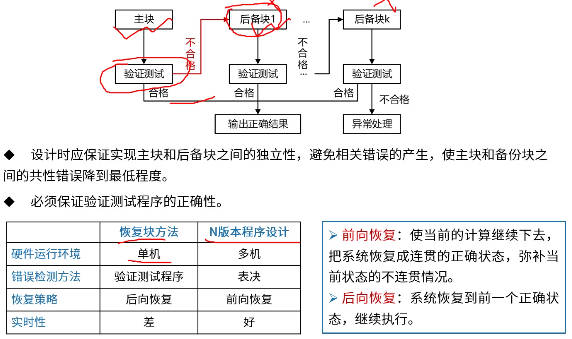 主块
后备块1
...
后备块k
不合格
不合格...
验证测试
验证测试
验证测试
合格
合格
合格
不合格
输出正确结果
异常处理
◆ 设计时应保证实现主块和后备块之间的独立性，避免相关错误的产生，使主块和备份块之
间的共性错误降到最低程度。
◆ 必须保证验证测试程序的正确性。
恢复块方法 N版本程序设计
硬件运行环境 单机 多机
错误检测方法 验证测试程序 表决
恢复策略 后向恢复 前向恢复
实时性 差 好
➢ 前向恢复：使当前的计算继续下去，
把系统恢复成连贯的正确状态，弥补当
前状态的不连贯情况。
➢ 后向恢复：系统恢复到前一个正确状
态，继续执行。